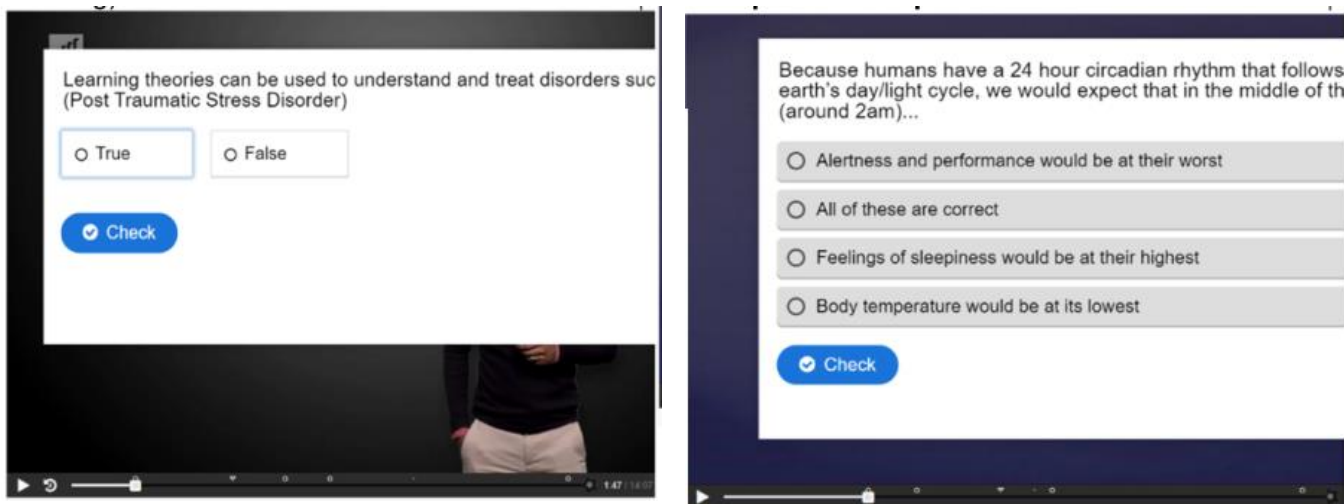 Learning theories can be used to understand and treat disorders suc
(Post Traumatic Stress Disorder)
True
False
Check
1:47 / 14:07
Because humans have a 24 hour circadian rhythm that follows
earth's day/light cycle, we would expect that in the middle of th
(around 2am)...
Alertness and performance would be at their worst
All of these are correct
Feelings of sleepiness would be at their highest
Body temperature would be at its lowest
Check